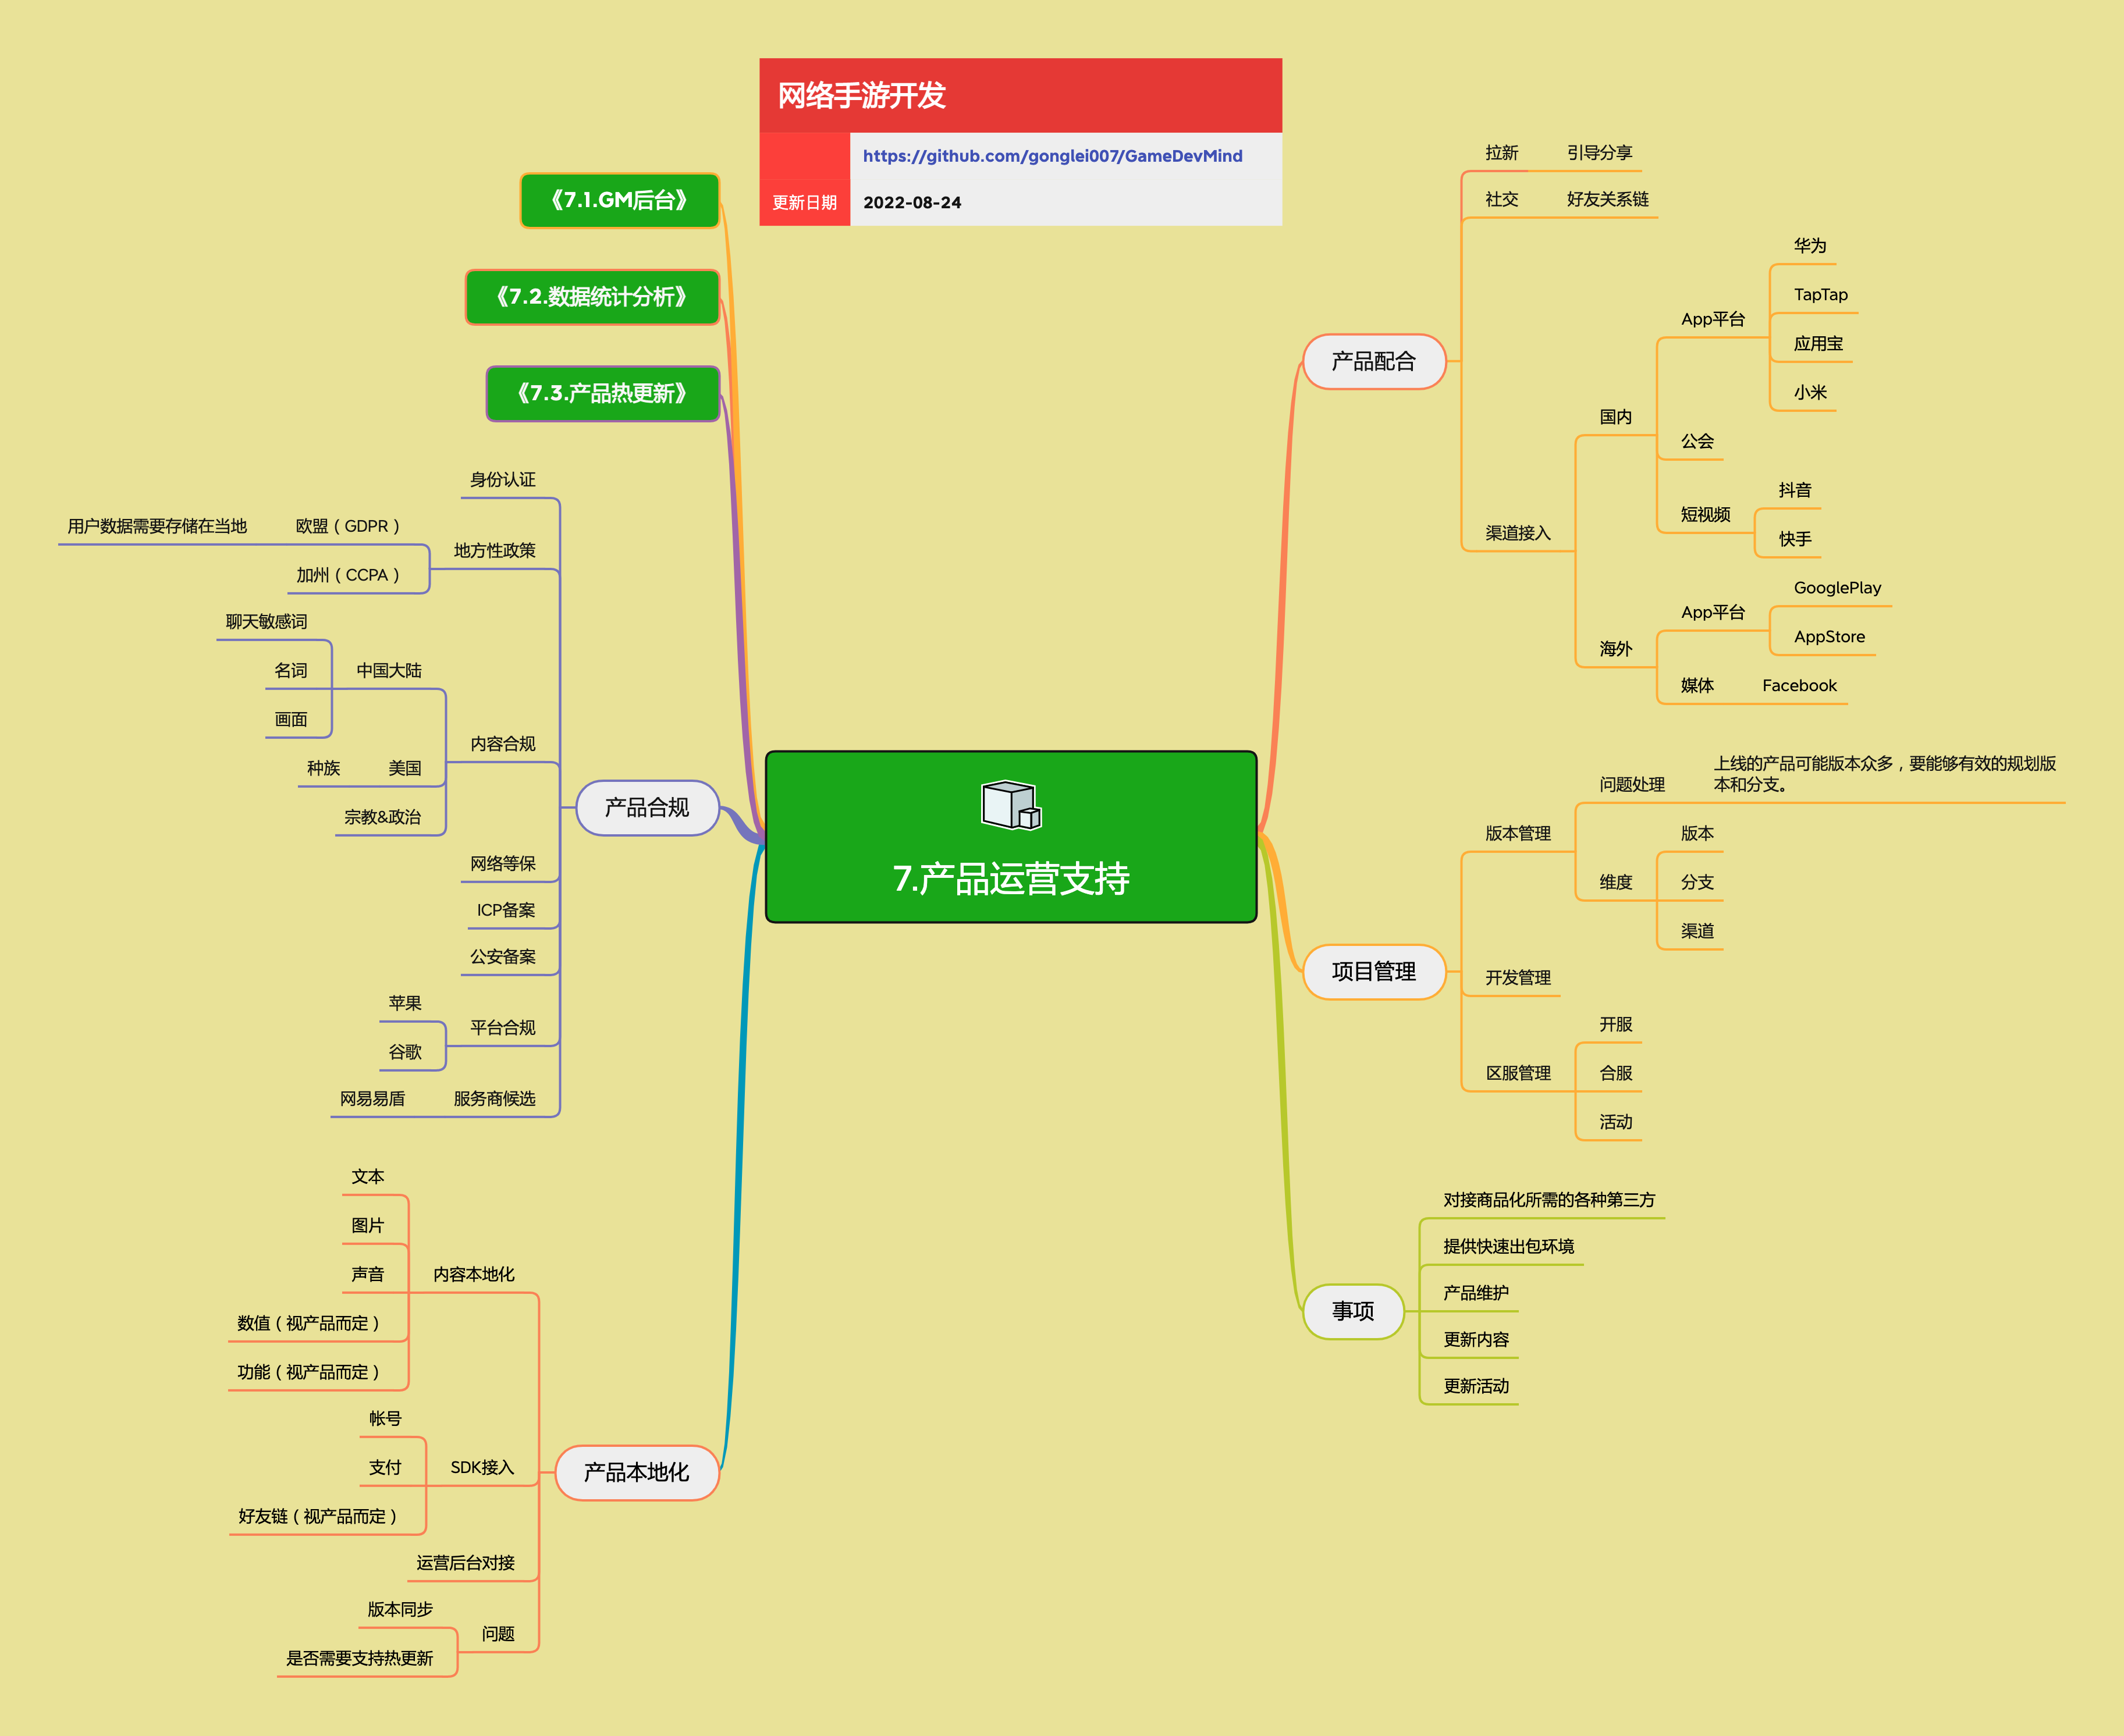 网络手游开发
https://github.com/gonglei007/GameDevMind
更新日期
2022-08-24
7.产品运营支持
产品配合
拉新
引导分享
社交
好友关系链
渠道接入
国内
App平台
华为
TapTap
应用宝
小米
公会
短视频
抖音
快手
海外
App平台
GooglePlay
AppStore
媒体
Facebook
项目管理
版本管理
问题处理
上线的产品可能版本众多，要能够有效的规划版
本和分支。
维度
版本
分支
渠道
开发管理
区服管理
开服
合服
活动
事项
对接商品化所需的各种第三方
提供快速出包环境
产品维护
更新内容
更新活动
《7.1.GM后台》
《7.2.数据统计分析》
《7.3.产品热更新》
产品合规
身份认证
地方性政策
欧盟（GDPR）
用户数据需要存储在当地
加州（CCPA）
内容合规
中国大陆
聊天敏感词
名词
画面
美国
种族
宗教&政治
网络等保
ICP备案
公安备案
平台合规
苹果
谷歌
服务商候选
网易易盾
产品本地化
内容本地化
文本
图片
声音
数值（视产品而定）
功能（视产品而定）
SDK接入
帐号
支付
好友链（视产品而定）
运营后台对接
问题
版本同步
是否需要支持热更新